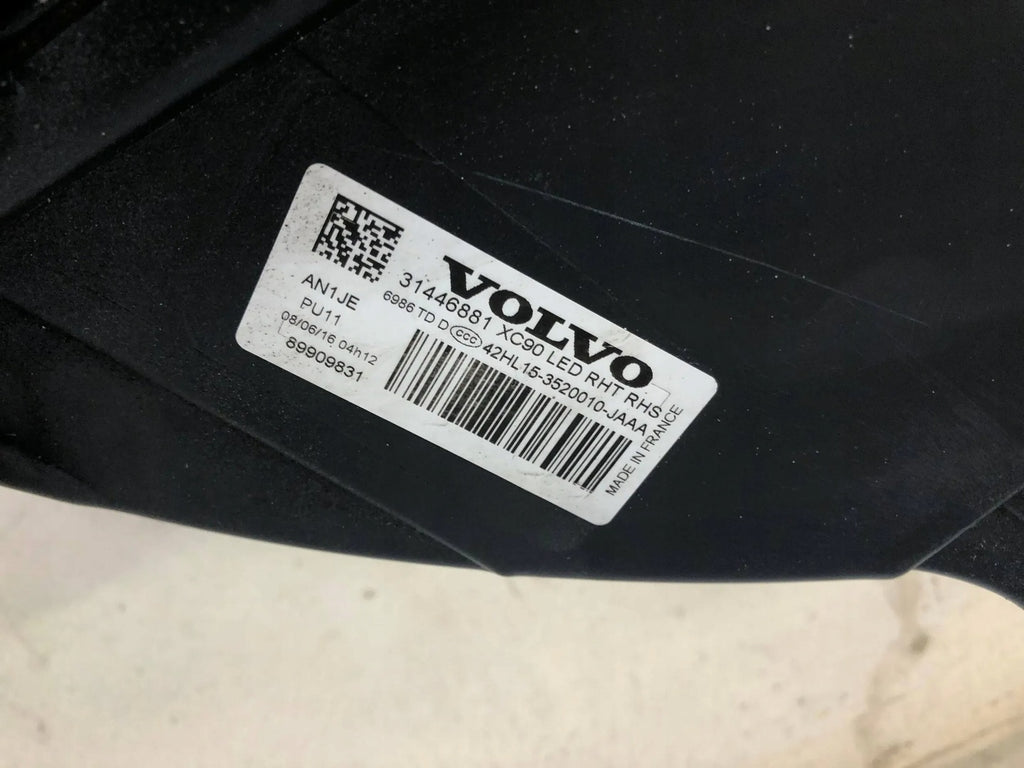 VOLVO
31446881 XC90 LED RHT RHS
6986 TD D CCC 42HL15-3520010-JAAA
AN1JE
PU11
08/06/16 04h12
89909831
MADE IN FRANCE